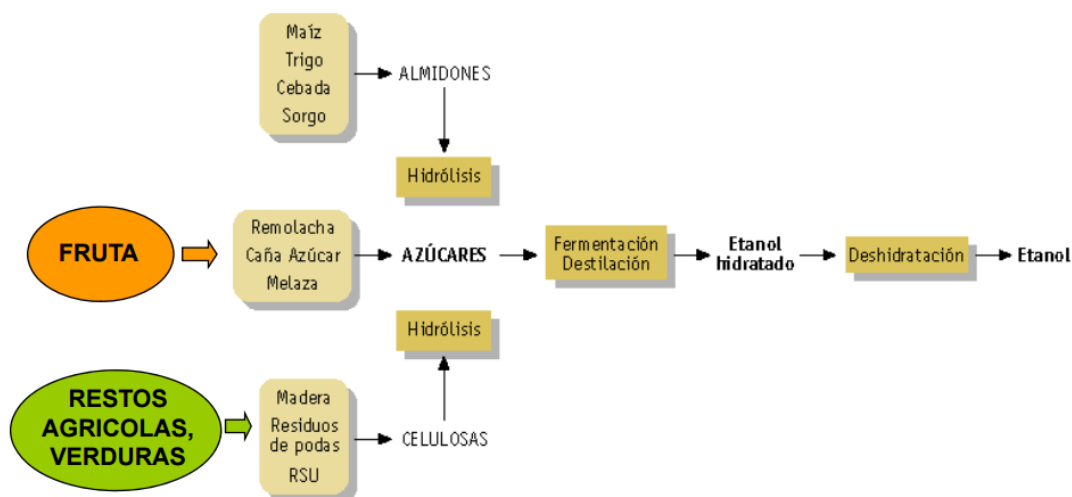 Maíz
Trigo
Cebada
Sorgo
ALMIDONES
Hidrólisis
FRUTA
Remolacha
Caña Azúcar
Melaza
AZÚCARES
Fermentación
Destilación
Etanol
hidratado
Deshidratación
Etanol
Hidrólisis
RESTOS
AGRICOLAS,
VERDURAS
Madera
Residuos
de podas
RSU
CELULOSAS